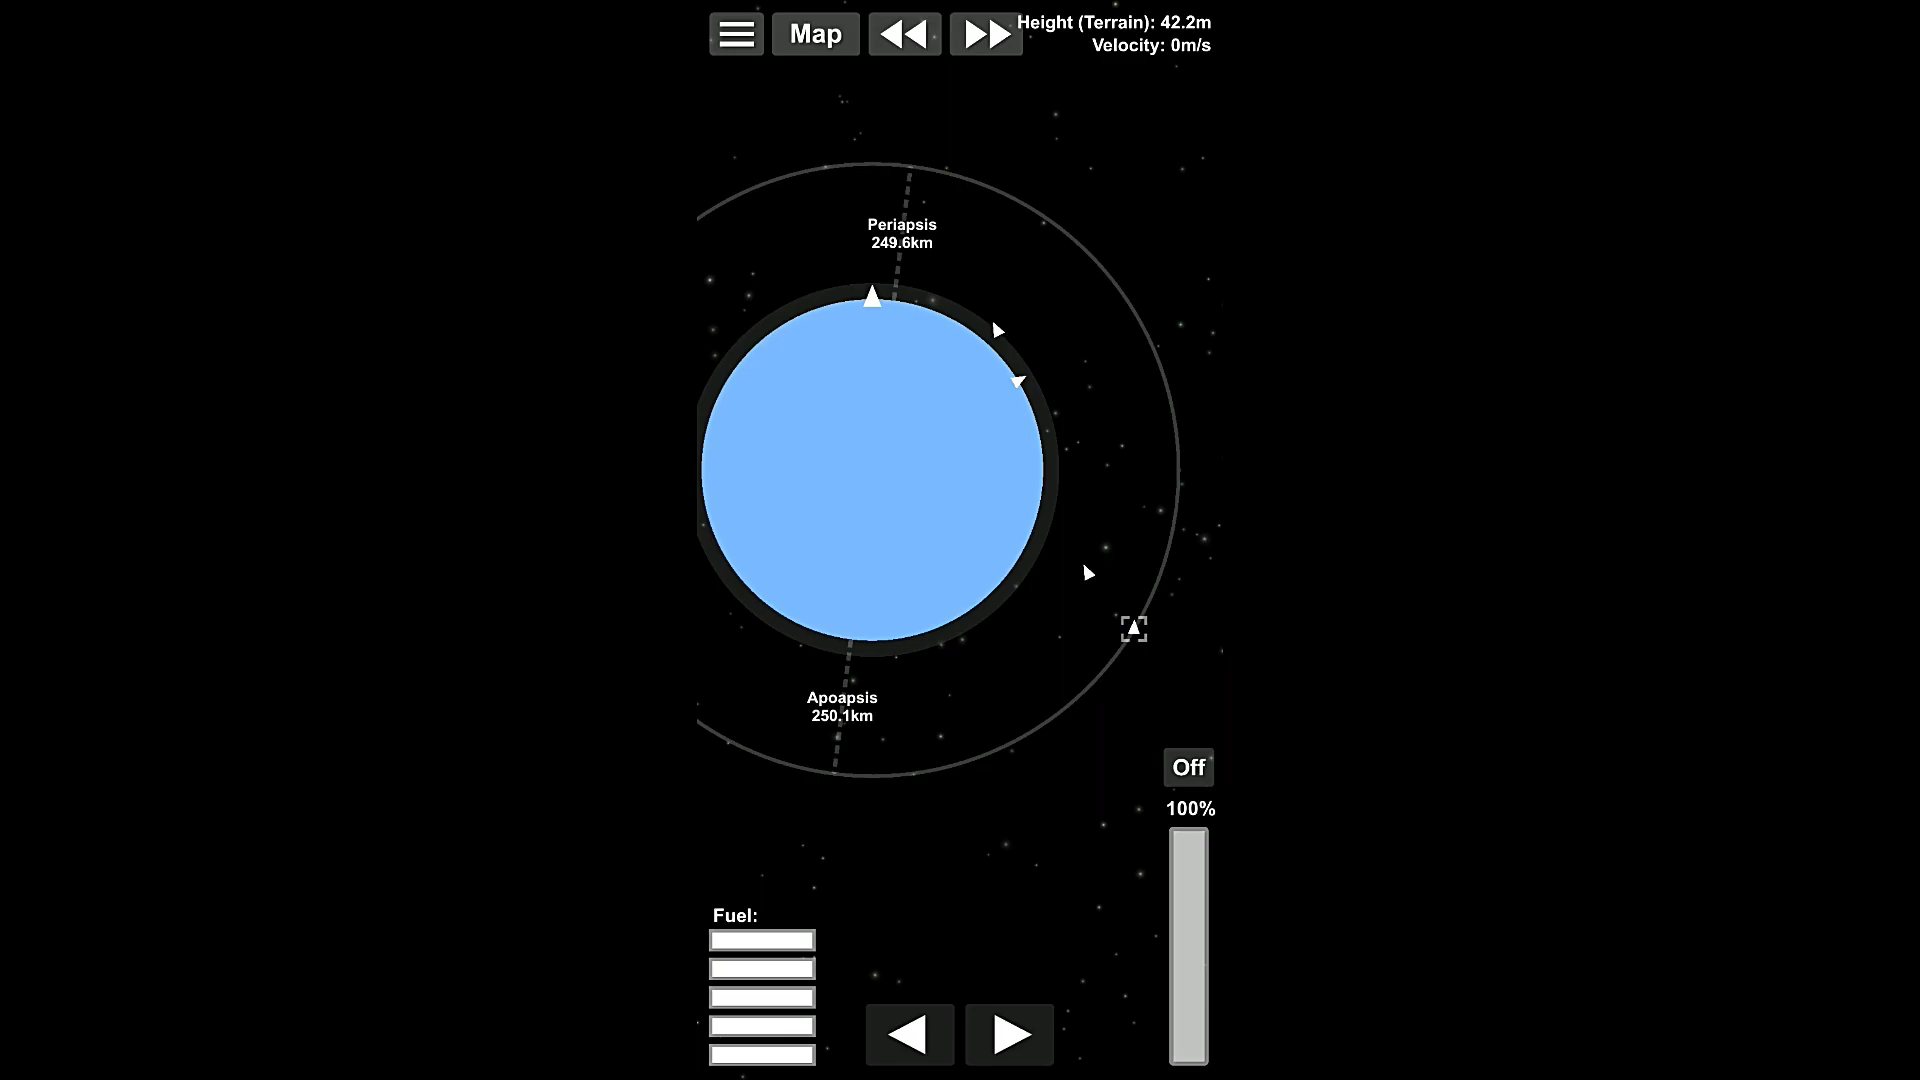 Map
Height (Terrain): 42.2m
Velocity: 0m/s
Periapsis
249.6km
Apoapsis
250.1km
Off
100%
Fuel: